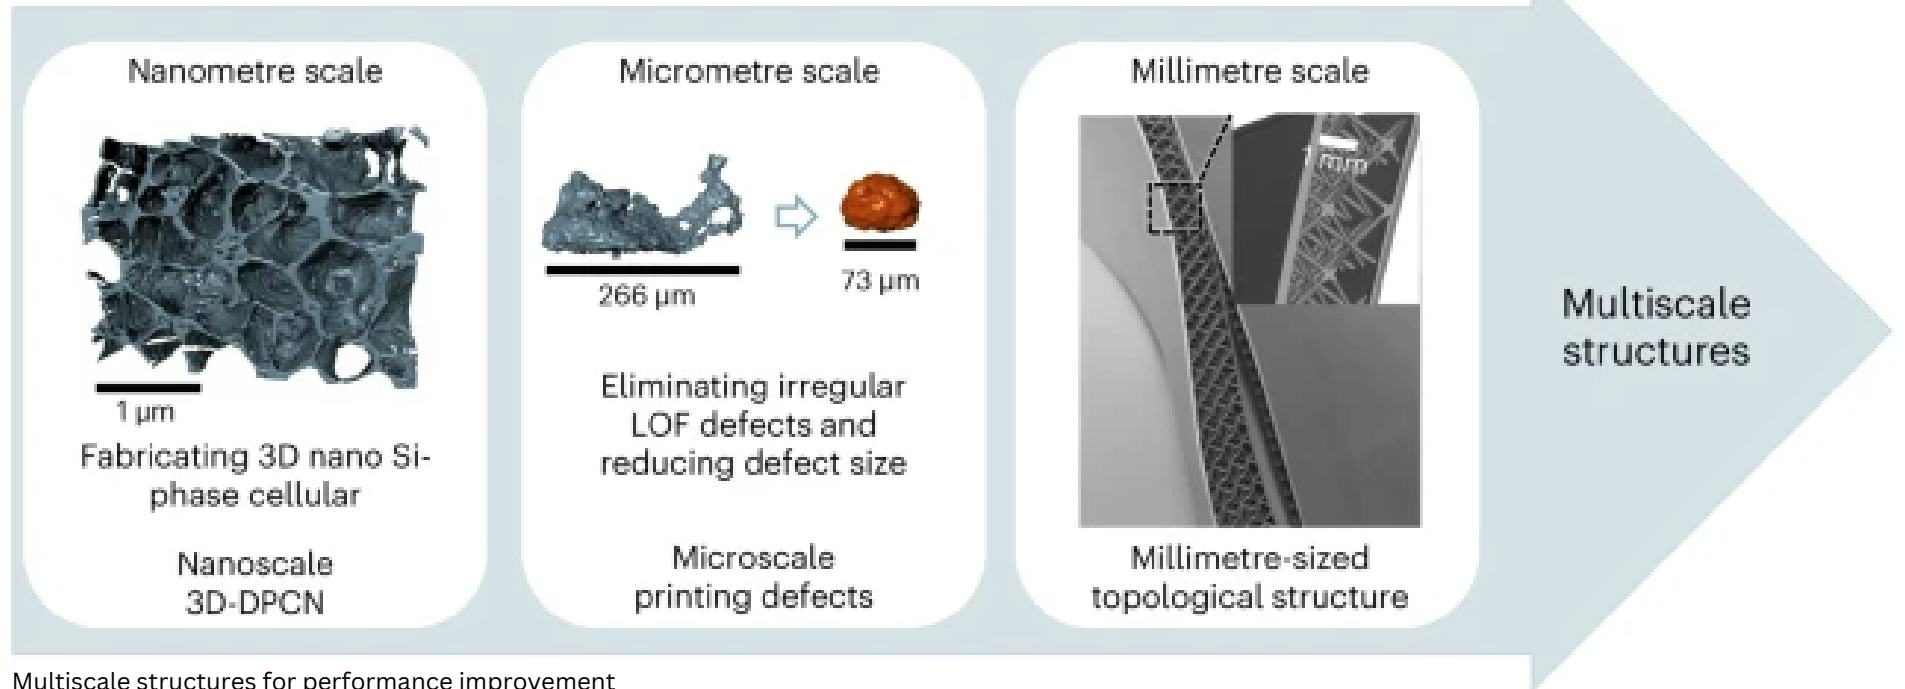 Nanometre scale
1 μm
Fabricating 3D nano Si-
phase cellular
Nanoscale
3D-DPCN
Micrometre scale
266 μm
73 μm
Eliminating irregular
LOF defects and
reducing defect size
Microscale
printing defects
Millimetre scale
1 mm
Millimetre-sized
topological structure
Multiscale
structures
Multiscale structures for performance improvement